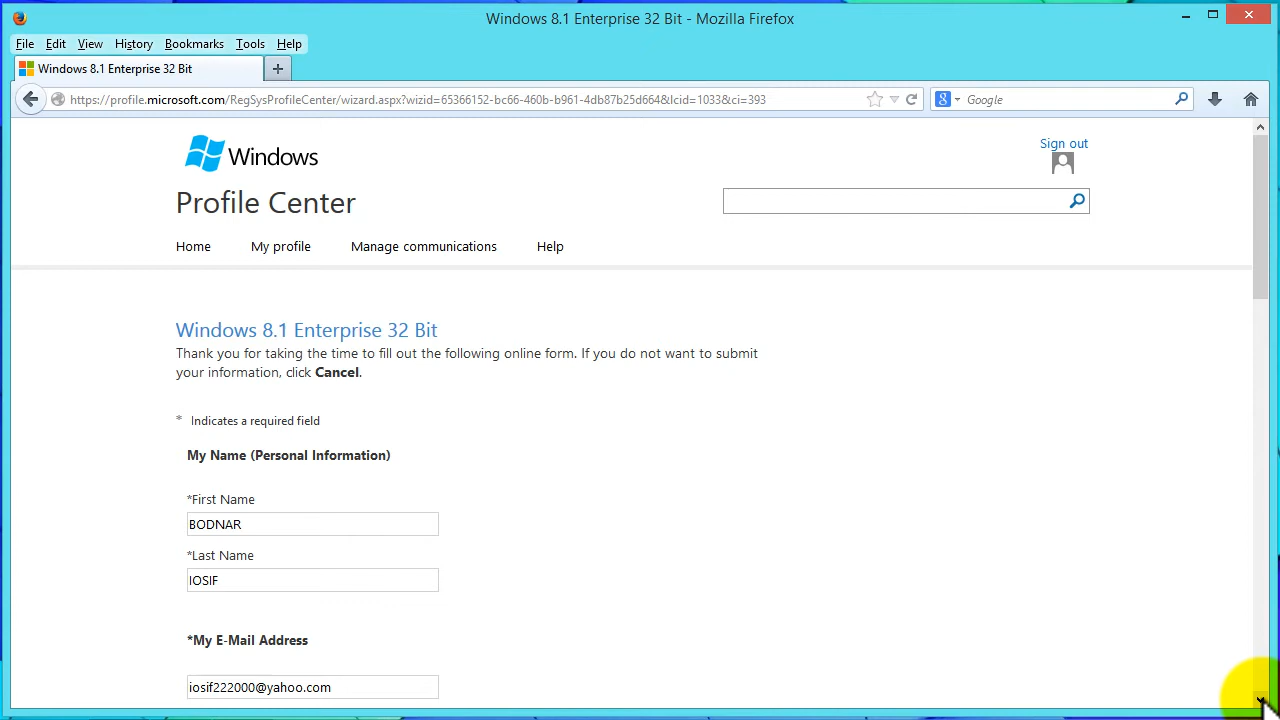 Windows 8.1 Enterprise 32 Bit - Mozilla Firefox
File Edit View History Bookmarks Tools Help
Windows 8.1 Enterprise 32 Bit
https://profile.microsoft.com/RegSysProfileCenter/wizard.aspx?wizid=65366152-bc66-460b-b961-4db87b25d664&lcid=1033&ci=393
8 Google
Windows
Sign out
Profile Center
Home My profile Manage communications Help
Windows 8.1 Enterprise 32 Bit
Thank you for taking the time to fill out the following online form. If you do not want to submit
your information, click Cancel.
* Indicates a required field
My Name (Personal Information)
*First Name
BODNAR
*Last Name
IOSIF
*My E-Mail Address
iosif222000@yahoo.com